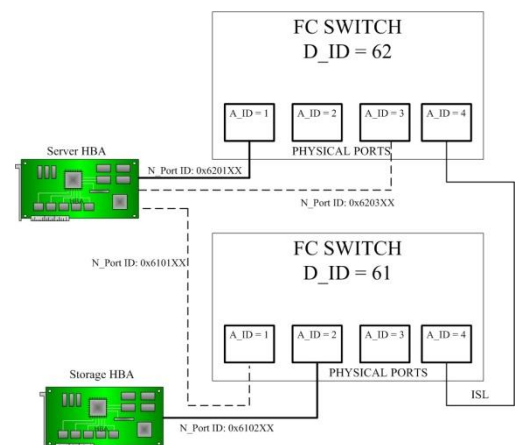 FC SWITCH
D_ID = 62
A_ID = 1
A_ID = 2
A_ID = 3
A_ID = 4
PHYSICAL PORTS
Server HBA
N_Port ID: 0x6201XX
N_Port ID: 0x6203XX
N_Port ID: 0x6101XX
FC SWITCH
D_ID = 61
A_ID = 1
A_ID = 2
A_ID = 3
A_ID = 4
PHYSICAL PORTS
ISL
Storage HBA
N_Port ID: 0x6102XX